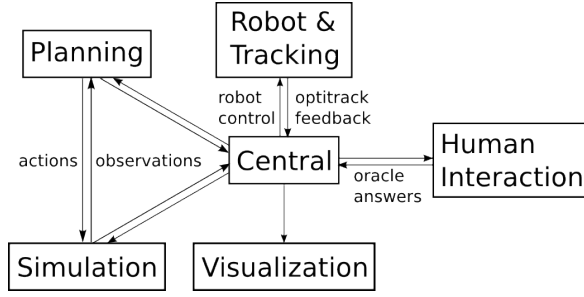 Robot &
Tracking
Planning
robot
control
optitrack
feedback
actions
observations
Central
Human
Interaction
oracle
answers
Simulation
Visualization